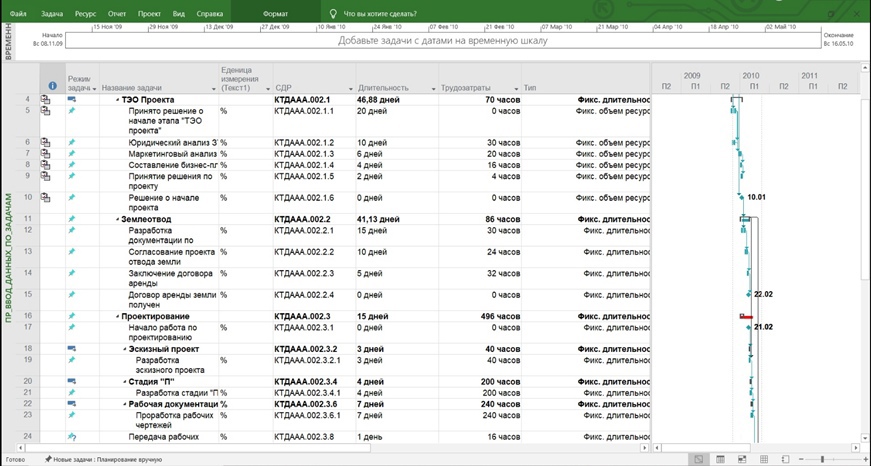 Файл Задача Ресурс Отчет Проект Вид Справка Формат Что вы хотите сделать?
15 Ноя '09 29 Ноя '09 13 Дек '09 27 Дек '09 10 Янв '10 24 Янв '10 07 Фев '10 21 Фев '10 07 Мар '10 21 Мар '10 04 Апр '10 18 Апр '10 02 Май '10
Начало
Вс 08.11.09
Добавьте задачи с датами на временную шкалу
Окончание
Вс 16.05.10
ВРЕМЕНН
ПР_ВВОД_ДАННЫХ_ПО_ЗАДАЧАМ
Режим задач Название задачи Еденица измерения (Текст1) СДР Длительность Трудозатраты Тип
2009 2010 2011
П2 П1 П2 П1 П2
4 ТЭО Проекта КТДААА.002.1 46,88 дней 70 часов Фикс. длительнос
5 Принято решение о % КТДААА.002.1.1 20 дней 0 часов Фикс. объем ресурс
начале этапа "ТЭО
проекта"
6 Юридический анализ З % КТДААА.002.1.2 10 дней 30 часов Фикс. объем ресурс
7 Маркетинговый анализ % КТДААА.002.1.3 6 дней 20 часов Фикс. объем ресурс
8 Составление бизнес-пл % КТДААА.002.1.4 4 дней 16 часов Фикс. объем ресурс
9 Принятие решения по % КТДААА.002.1.5 2 дней 4 часов Фикс. объем ресурс
проекту
10 Решение о начале % КТДААА.002.1.6 0 дней 0 часов Фикс. объем ресурс 10.01
проекта
11 Землеотвод КТДААА.002.2 41,13 дней 86 часов Фикс. длительнос
12 Разработка % КТДААА.002.2.1 15 дней 30 часов Фикс. длительнос
документации по
13 Согласование проекта % КТДААА.002.2.2 10 дней 24 часов Фикс. длительнос
отвода земли
14 Заключение договора % КТДААА.002.2.3 5 дней 32 часов Фикс. длительнос
аренды
15 Договор аренды земли % КТДААА.002.2.4 0 дней 0 часов Фикс. длительнос 22.02
получен
16 Проектирование КТДААА.002.3 15 дней 496 часов Фикс. длительнос
17 Начало работа по % КТДААА.002.3.1 0 дней 0 часов Фикс. длительнос 21.02
проектированию
18 Эскизный проект % КТДААА.002.3.2 3 дней 40 часов Фикс. длительнос
19 Разработка % КТДААА.002.3.2.1 3 дней 40 часов Фикс. длительнос
эскизного проекта
20 Стадия "П" % КТДААА.002.3.4 4 дней 200 часов Фикс. длительнос
21 Разработка стадии "П % КТДААА.002.3.4.1 4 дней 200 часов Фикс. длительнос
22 Рабочая документаци % КТДААА.002.3.6 7 дней 240 часов Фикс. длительнос
23 Проработка рабочих % КТДААА.002.3.6.1 7 дней 240 часов Фикс. длительнос
чертежей
24 Передача рабочих % КТДААА.002.3.8 1 день 16 часов Фикс. длительнос
Готово Новые задачи : Планирование вручную